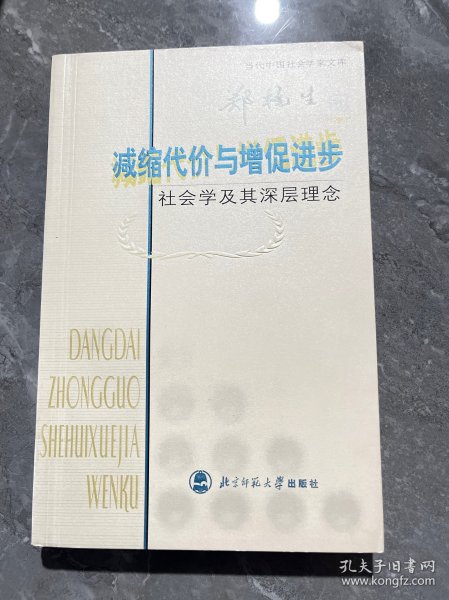 当代中国社会学家文库
郑杭生
减缩代价与增促进步
社会学及其深层理念
DANGDAI
ZHONGGUO
SHEHUIXUEJIA
WENKU
北京师范大学出版社
孔夫子旧书网
www.kongfz.com